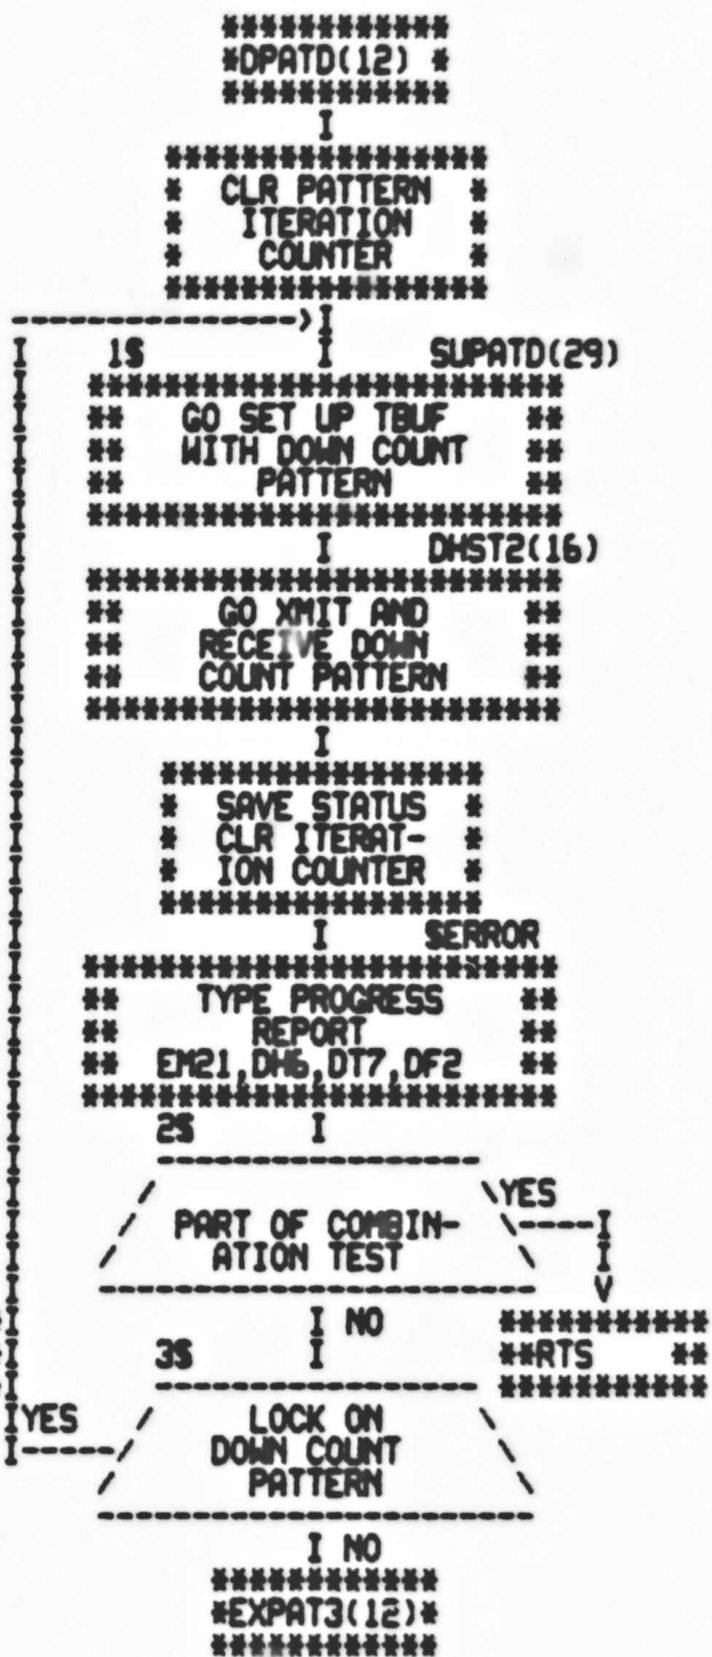 ************
*DPATD(12) *
************
I
*****************
*  CLR PATTERN  *
*   ITERATION   *
*    COUNTER    *
*****************
---------------->I
I    1$    I    SUPATD(29)
*************************
**   GO SET UP TBUF    **
**   WITH DOWN COUNT   **
**       PATTERN       **
*************************
I    DHST2(16)
*************************
**     GO XMIT AND     **
**    RECEIVE DOWN     **
**    COUNT PATTERN    **
*************************
I
*****************
*  SAVE STATUS  *
*  CLR ITERAT-  *
*  ION COUNTER  *
*****************
I    $ERROR
*************************
**    TYPE PROGRESS    **
**       REPORT        **
**  EM21,DH6,DT7,DF2   **
*************************
2$    I
-----------------
/ \YES
/ PART OF COMBIN- \----I
/ ATION TEST \ I
----------------------- V
I NO ***********
3$    I **RTS    **
----------------- ***********
IYES / LOCK ON \
I-----/ DOWN COUNT \
/ PATTERN \
-----------------------
I NO
************
*EXPAT3(12)*
************